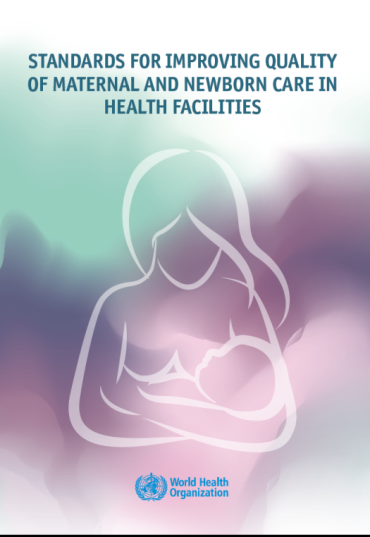 STANDARDS FOR IMPROVING QUALITY
OF MATERNAL AND NEWBORN CARE IN
HEALTH FACILITIES
World Health
Organization